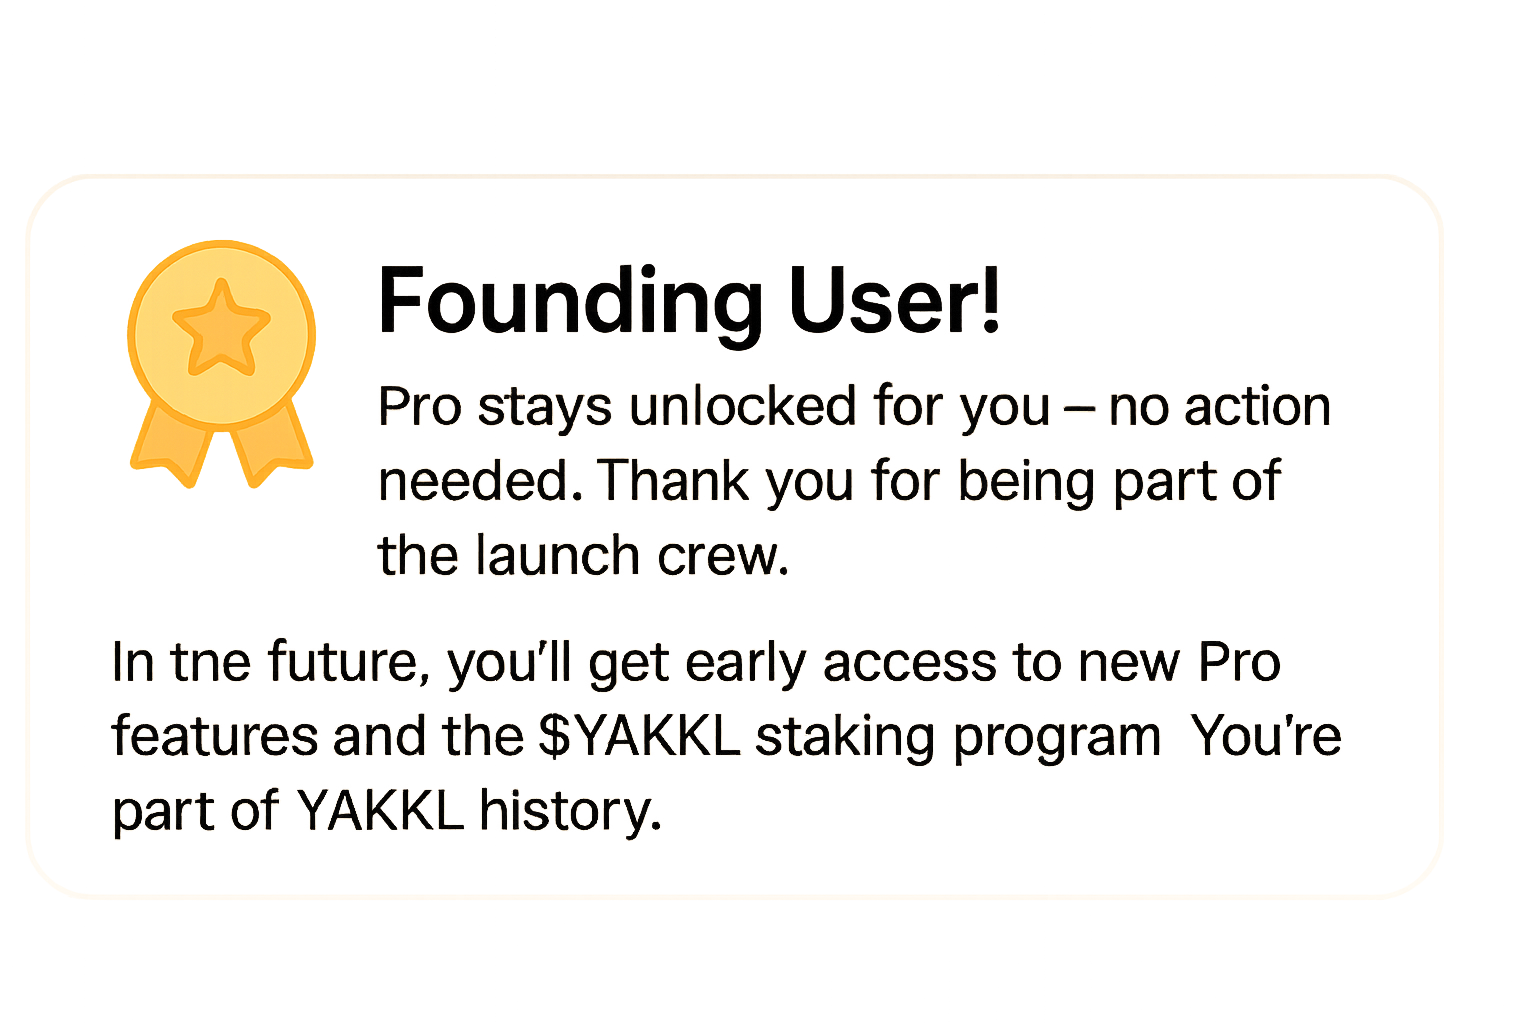 Founding User!
Pro stays unlocked for you – no action
needed. Thank you for being part of
the launch crew.
In tne future, you'll get early access to new Pro
features and the $YAKKL staking program  You're
part of YAKKL history.